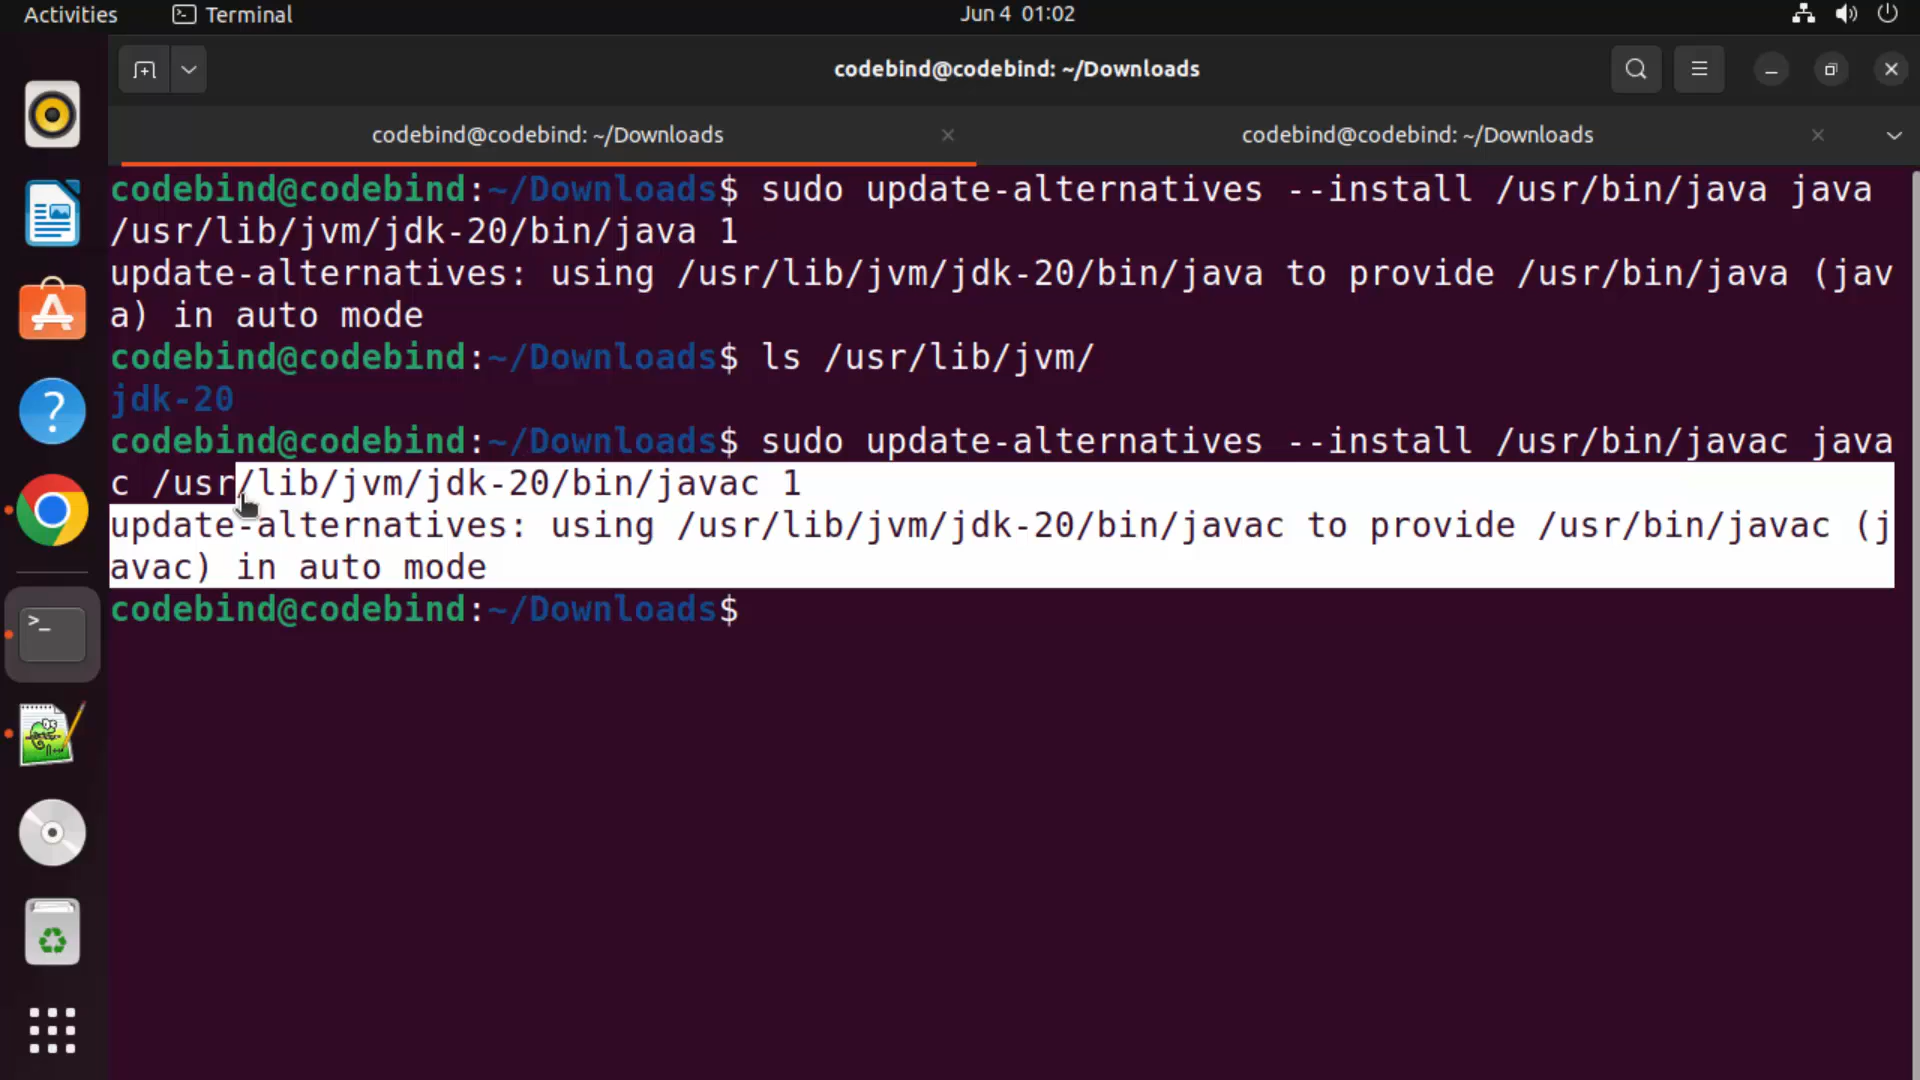 Activities
Terminal
Jun 4 01:02
codebind@codebind: ~/Downloads
codebind@codebind: ~/Downloads
codebind@codebind: ~/Downloads
codebind@codebind:~/Downloads$ sudo update-alternatives --install /usr/bin/java java
/usr/lib/jvm/jdk-20/bin/java 1
update-alternatives: using /usr/lib/jvm/jdk-20/bin/java to provide /usr/bin/java (jav
a) in auto mode
codebind@codebind:~/Downloads$ ls /usr/lib/jvm/
jdk-20
codebind@codebind:~/Downloads$ sudo update-alternatives --install /usr/bin/javac java
c /usr/lib/jvm/jdk-20/bin/javac 1
update-alternatives: using /usr/lib/jvm/jdk-20/bin/javac to provide /usr/bin/javac (j
avac) in auto mode
codebind@codebind:~/Downloads$